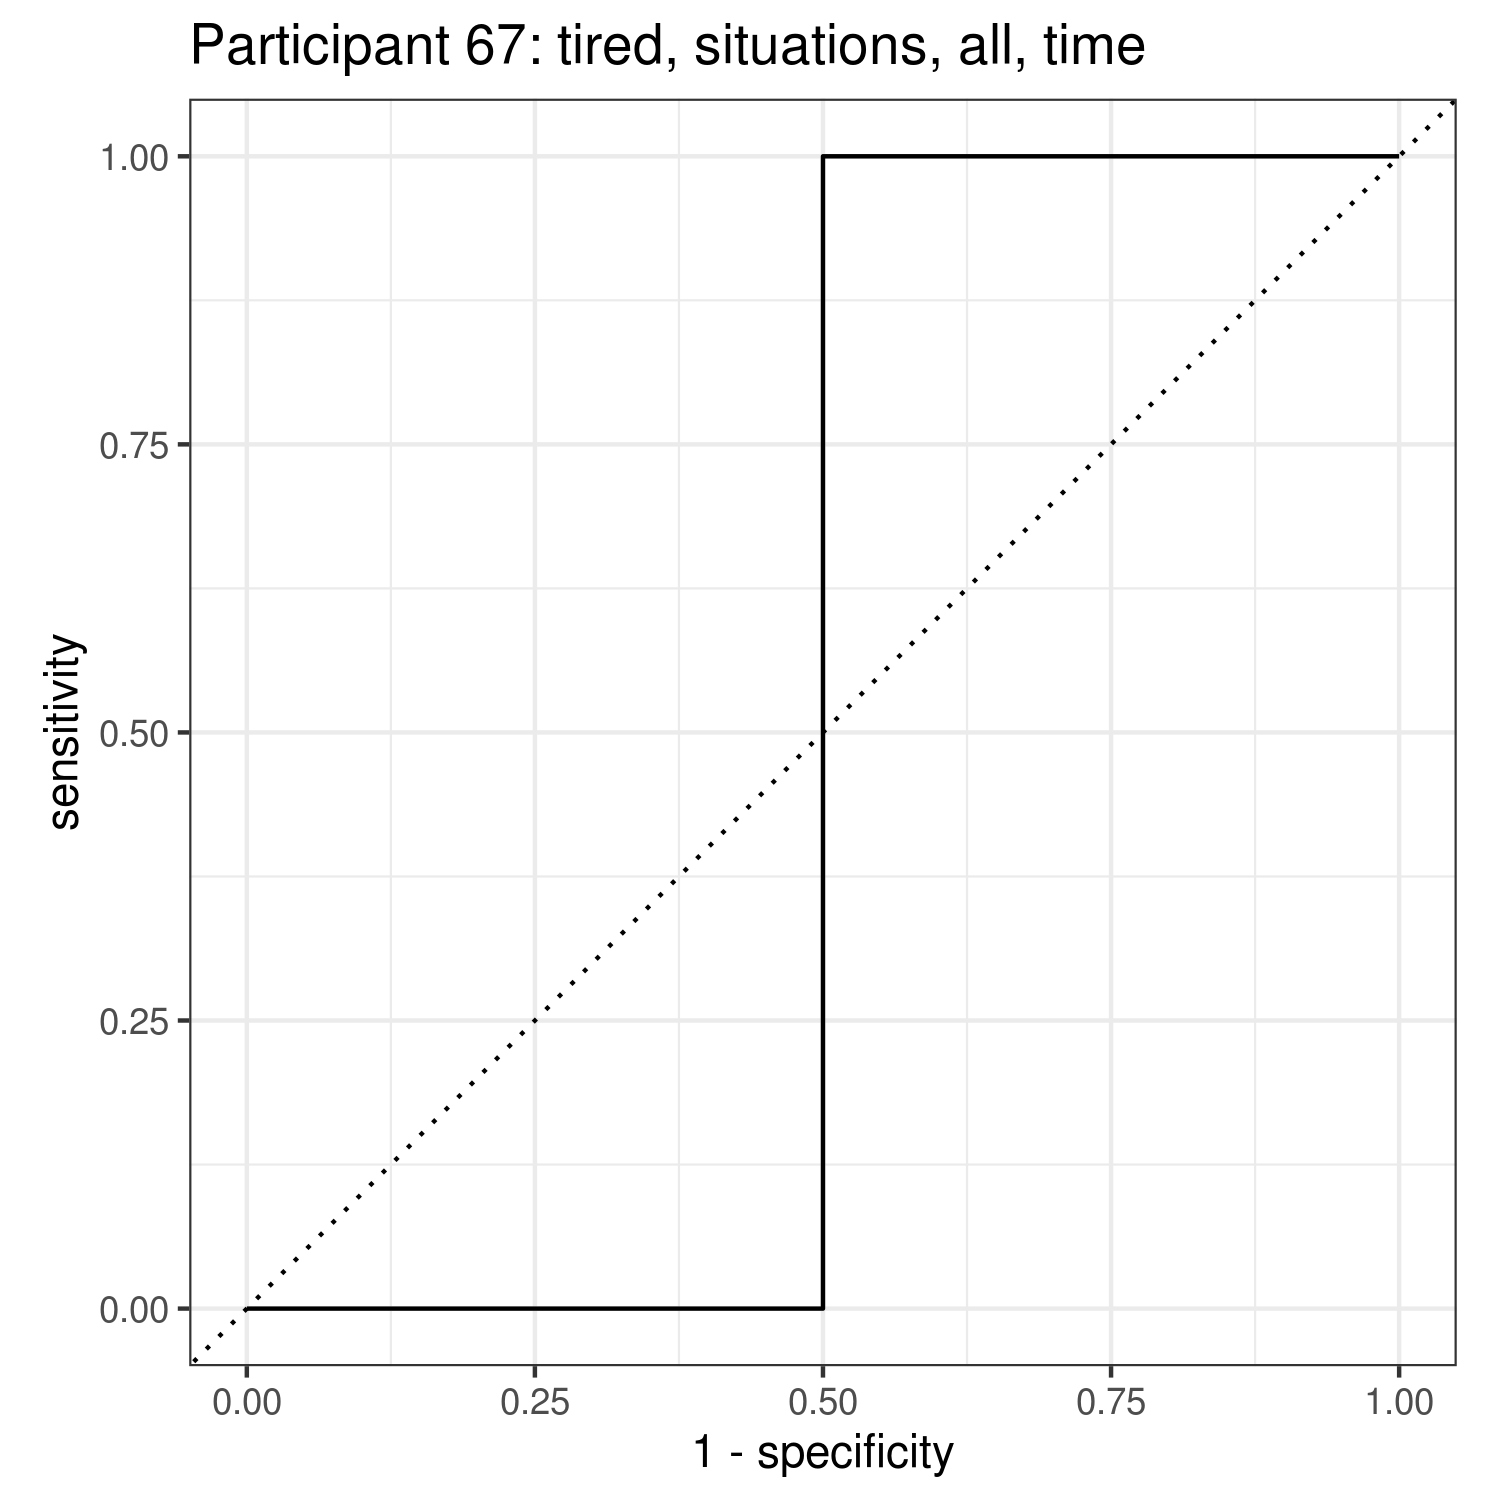 Participant 67: tired, situations, all, time
1.00
0.75
0.50
0.25
0.00
sensitivity
0.00 0.25 0.50 0.75 1.00
1 - specificity